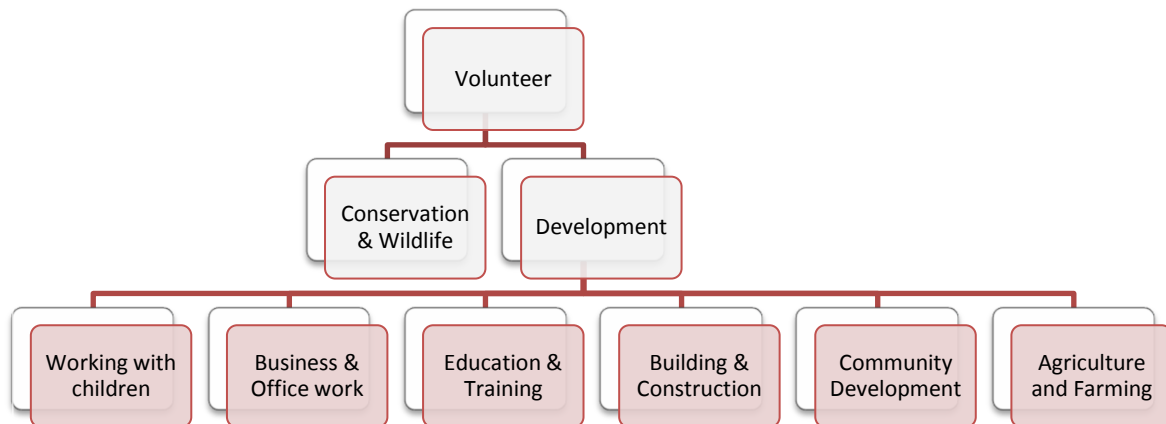 Volunteer
Conservation
& Wildlife
Development
Working with
children
Business &
Office work
Education &
Training
Building &
Construction
Community
Development
Agriculture
and Farming